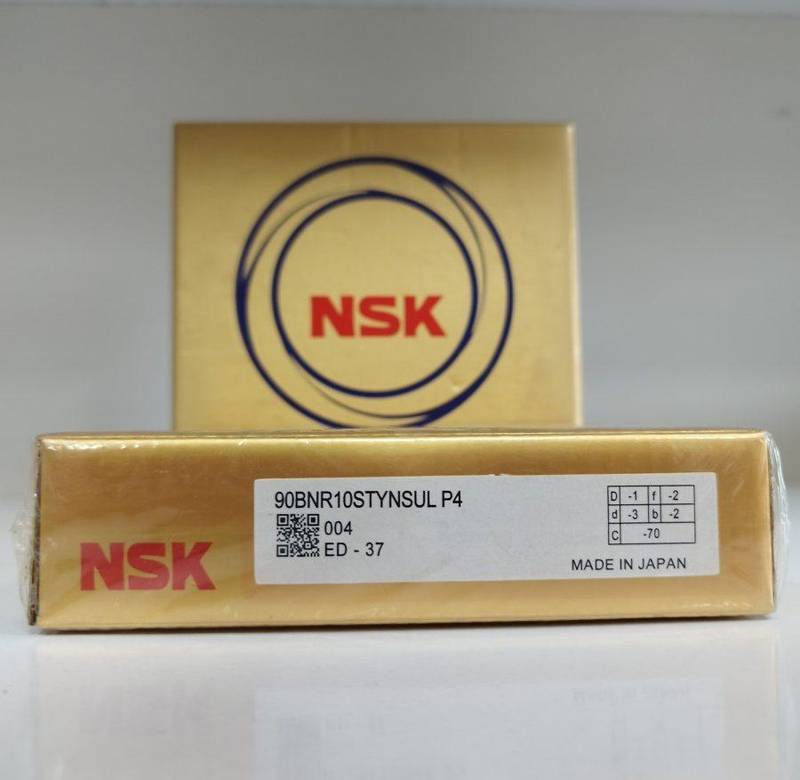 NSK
NSK
90BNR10STYNSUL P4
004
ED - 37
D -1 f -2
d -3 b -2
C -70
MADE IN JAPAN